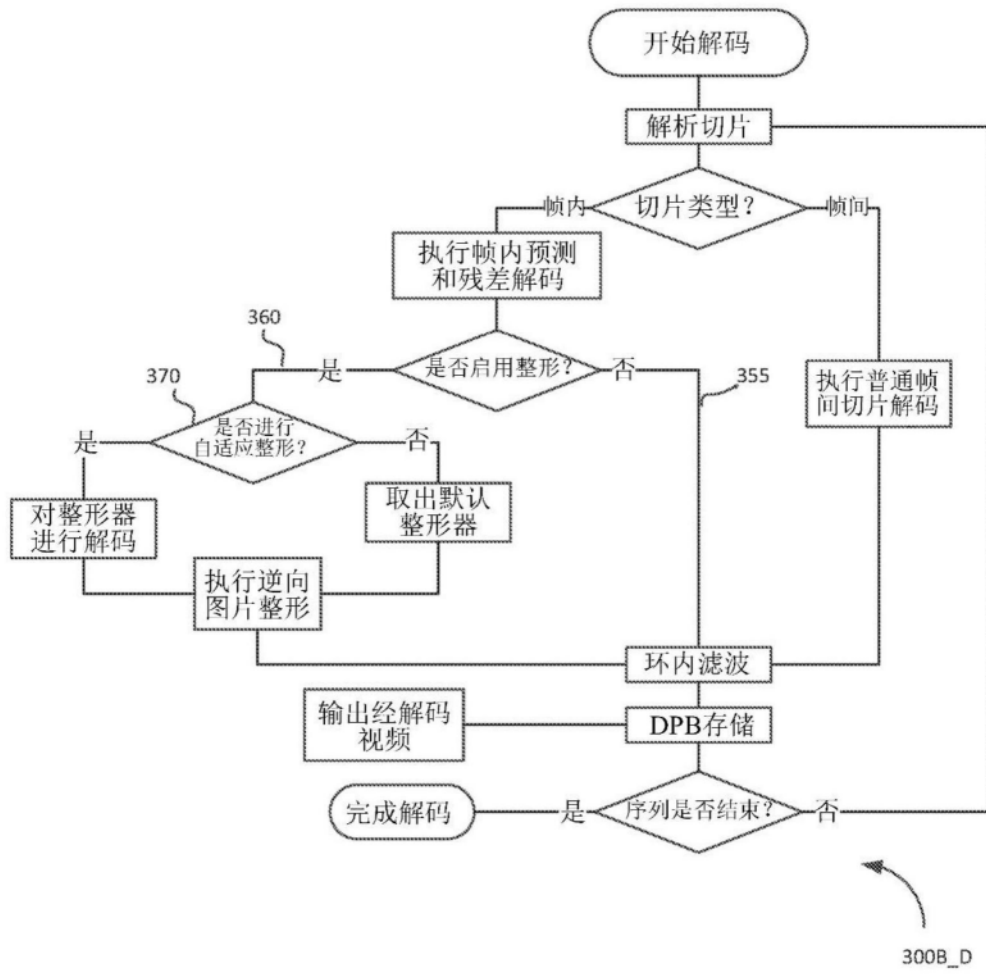 开始解码
解析切片
帧内
切片类型？
帧间
执行帧内预测
和残差解码
360
是
是否启用整形？
否
355
执行普通帧
间切片解码
370
是
是否进行
自适应整形？
否
对整形器
进行解码
取出默认
整形器
执行逆向
图片整形
环内滤波
输出经解码
视频
DPB存储
完成解码
是
序列是否结束？
否
300B_D